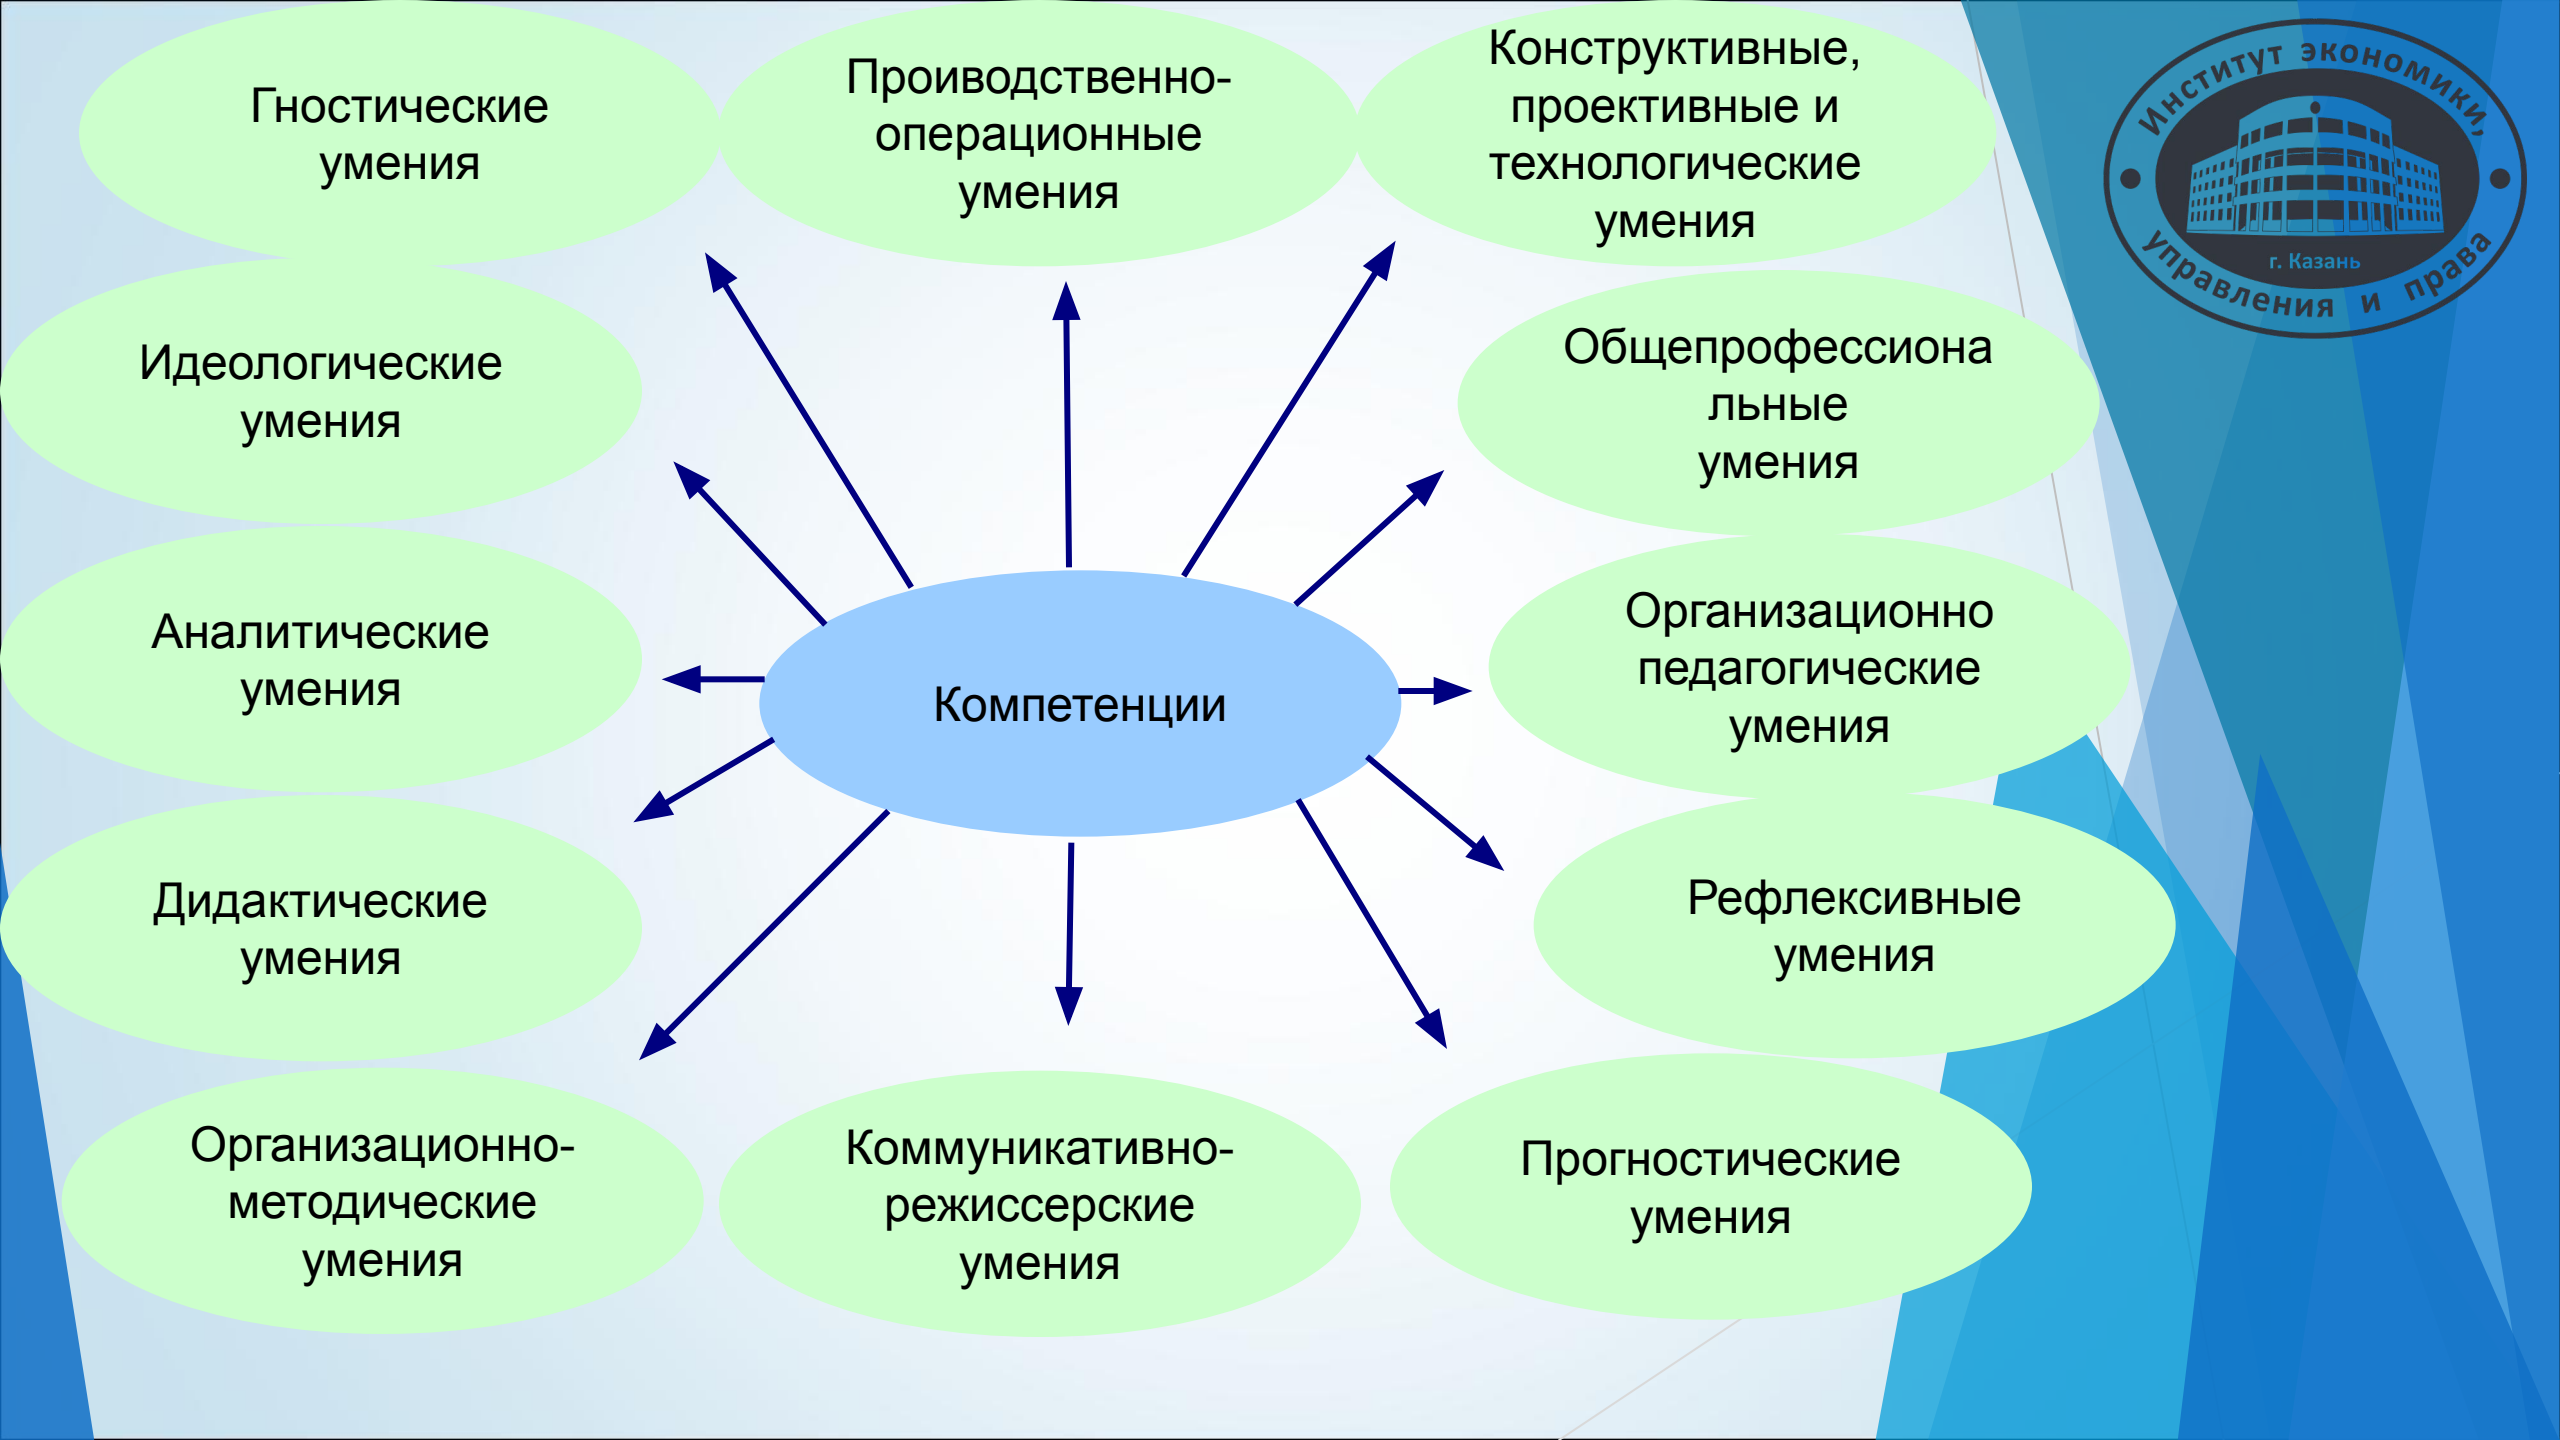 Гностические
умения
Проиводственно-
операционные
умения
Конструктивные,
проективные и
технологические
умения
Институт экономики,
управления и права
г. Казань
Идеологические
умения
Общепрофессиона
льные
умения
Аналитические
умения
Организационно
педагогические
умения
Компетенции
Дидактические
умения
Рефлексивные
умения
Организационно-
методические
умения
Коммуникативно-
режиссерские
умения
Прогностические
умения